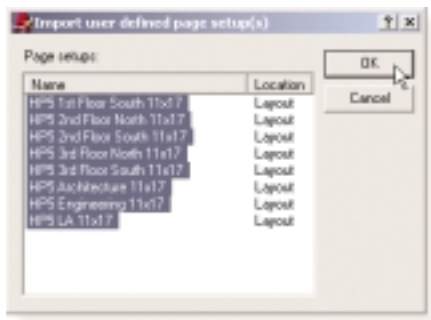 Import user defined page setup(s)
Page setups:
OK
Cancel
Name Location
HPS 1st Floor South 11x17 Layout
HPS 2nd Floor North 11x17 Layout
HPS 2nd Floor South 11x17 Layout
HPS 3rd Floor North 11x17 Layout
HPS 3rd Floor South 11x17 Layout
HPS Architecture 11x17 Layout
HPS Engineering 11x17 Layout
HPS LA 11x17 Layout